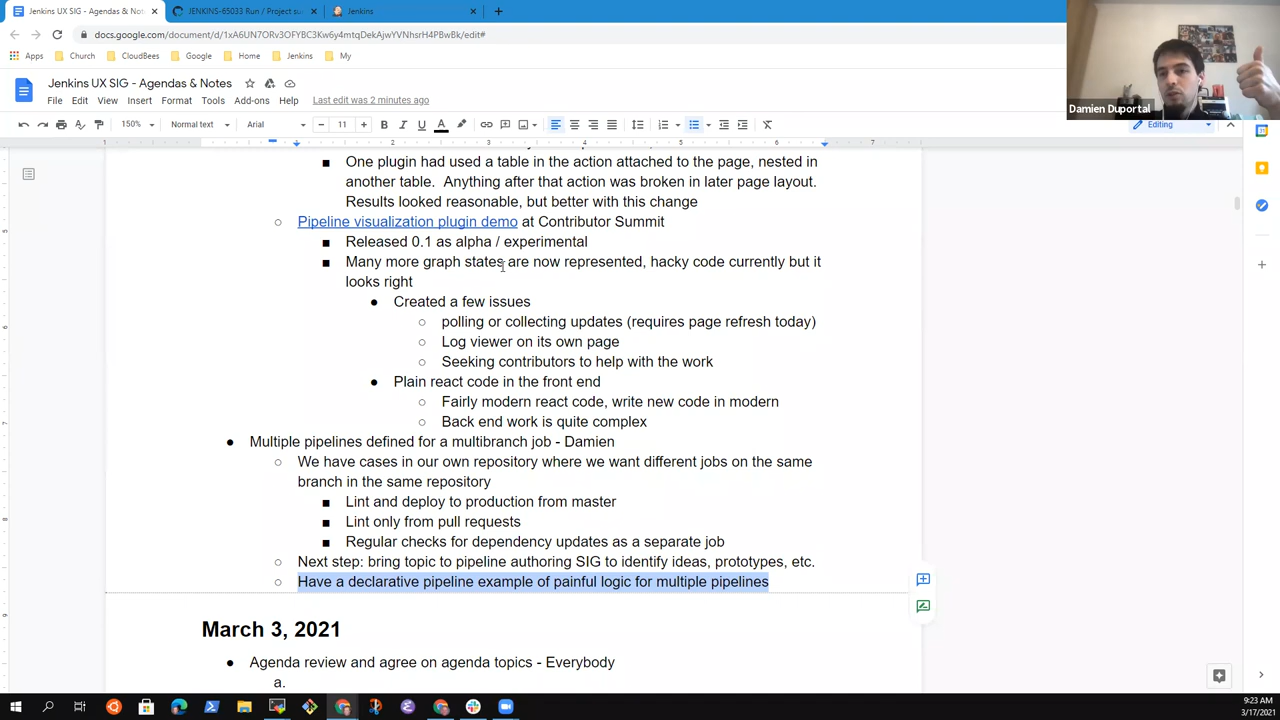 Jenkins UX SIG - Agendas & Not
JENKINS-65033 Run / Project su
Jenkins
docs.google.com/document/d/1xA6UN7ORv3OFYBC3Kw6y4mtqDekAjwYVNhsrH4PBwBk/edit#
Apps Church CloudBees Google Home Jenkins My
Jenkins UX SIG - Agendas & Notes
File Edit View Insert Format Tools Add-ons Help Last edit was 2 minutes ago
150% Normal text Arial 11 Editing
Damien Duportal
1 2 3 4 5 6 7
■ One plugin had used a table in the action attached to the page, nested in
another table. Anything after that action was broken in later page layout.
Results looked reasonable, but better with this change
○ Pipeline visualization plugin demo at Contributor Summit
■ Released 0.1 as alpha / experimental
■ Many more graph states are now represented, hacky code currently but it
looks right
● Created a few issues
○ polling or collecting updates (requires page refresh today)
○ Log viewer on its own page
○ Seeking contributors to help with the work
● Plain react code in the front end
○ Fairly modern react code, write new code in modern
○ Back end work is quite complex
● Multiple pipelines defined for a multibranch job - Damien
○ We have cases in our own repository where we want different jobs on the same
branch in the same repository
■ Lint and deploy to production from master
■ Lint only from pull requests
■ Regular checks for dependency updates as a separate job
○ Next step: bring topic to pipeline authoring SIG to identify ideas, prototypes, etc.
○ Have a declarative pipeline example of painful logic for multiple pipelines
March 3, 2021
● Agenda review and agree on agenda topics - Everybody
a.
9:23 AM
3/17/2021